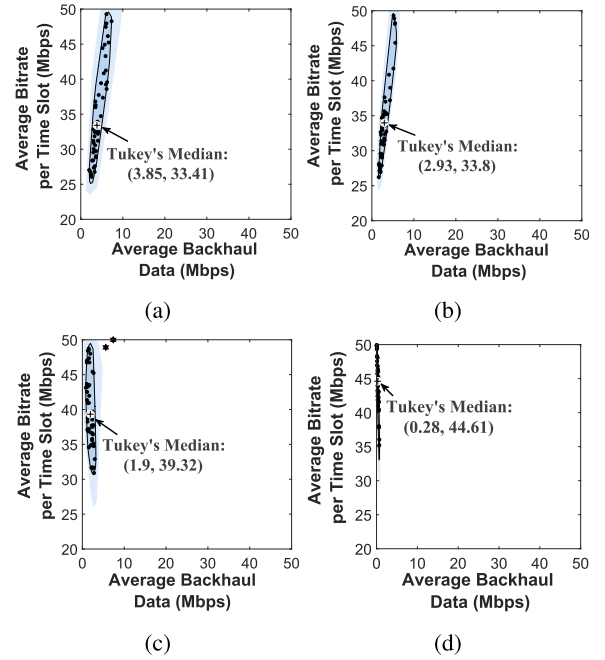 50
45
40
35
30
25
20
Average Bitrate
per Time Slot (Mbps)
Tukey's Median:
(3.85, 33.41)
0 10 20 30 40 50
Average Backhaul
Data (Mbps)
(a)
50
45
40
35
30
25
20
Average Bitrate
per Time Slot (Mbps)
Tukey's Median:
(2.93, 33.8)
0 10 20 30 40 50
Average Backhaul
Data (Mbps)
(b)
50
45
40
35
30
25
20
Average Bitrate
per Time Slot (Mbps)
Tukey's Median:
(1.9, 39.32)
0 10 20 30 40 50
Average Backhaul
Data (Mbps)
(c)
50
45
40
35
30
25
20
Average Bitrate
per Time Slot (Mbps)
Tukey's Median:
(0.28, 44.61)
0 10 20 30 40 50
Average Backhaul
Data (Mbps)
(d)